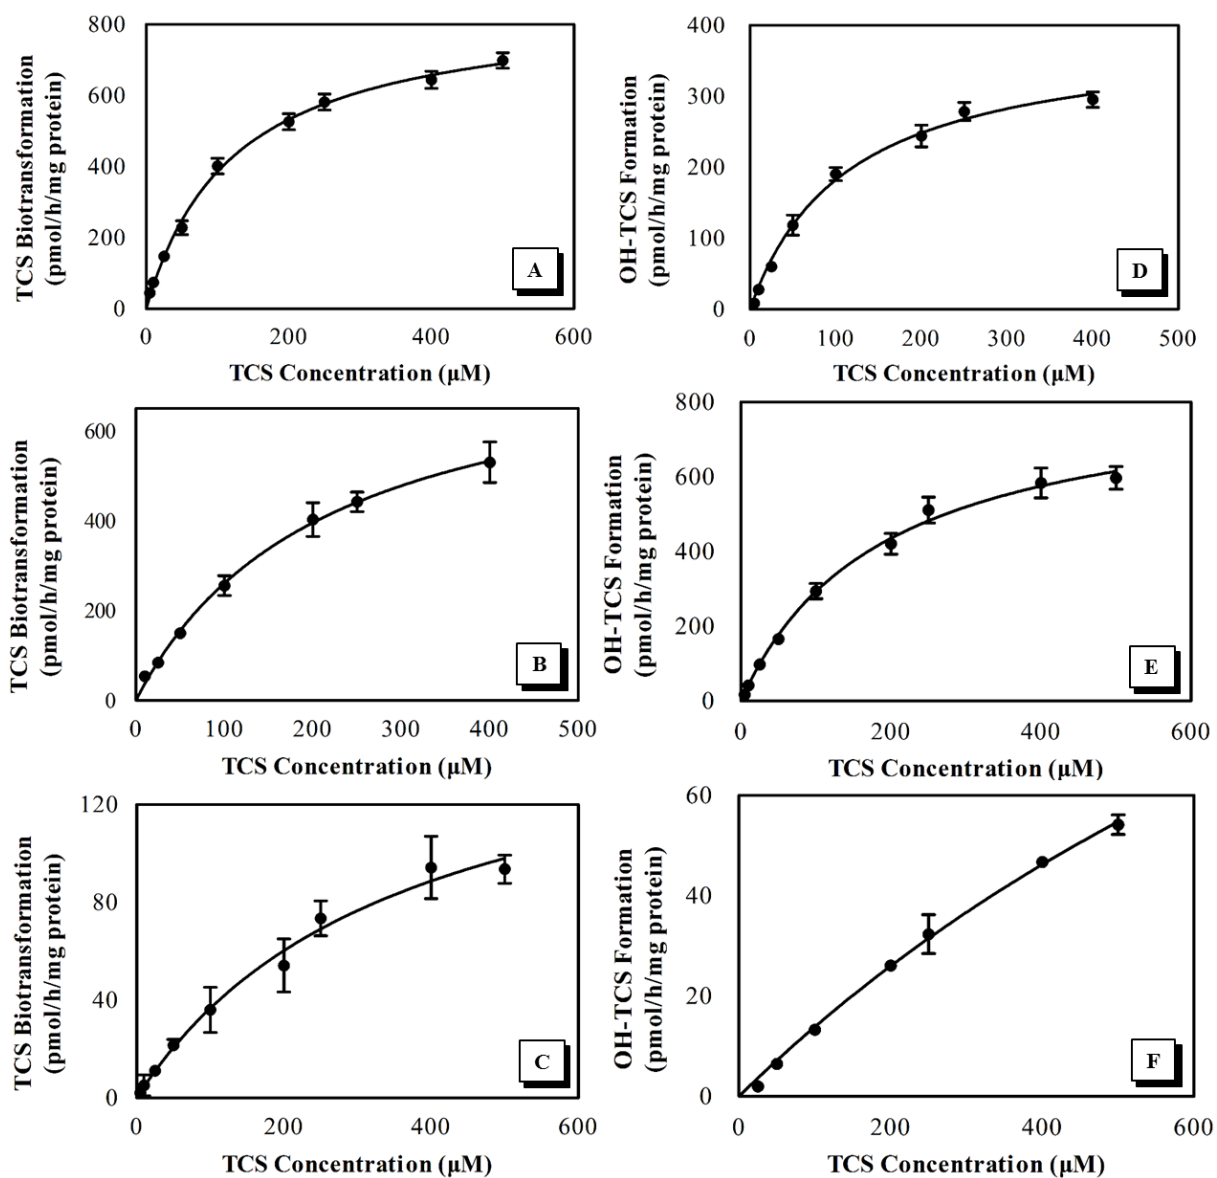 TCS Biotransformation
(pmol/h/mg protein)
800
600
400
200
0
0 200 400 600
TCS Concentration (µM)
A
OH-TCS Formation
(pmol/h/mg protein)
400
300
200
100
0
0 100 200 300 400 500
TCS Concentration (µM)
D
TCS Biotransformation
(pmol/h/mg protein)
600
400
200
0
0 100 200 300 400 500
TCS Concentration (µM)
B
OH-TCS Formation
(pmol/h/mg protein)
800
600
400
200
0
0 200 400 600
TCS Concentration (µM)
E
TCS Biotransformation
(pmol/h/mg protein)
120
80
40
0
0 200 400 600
TCS Concentration (µM)
C
OH-TCS Formation
(pmol/h/mg protein)
60
40
20
0
0 200 400 600
TCS Concentration (µM)
F